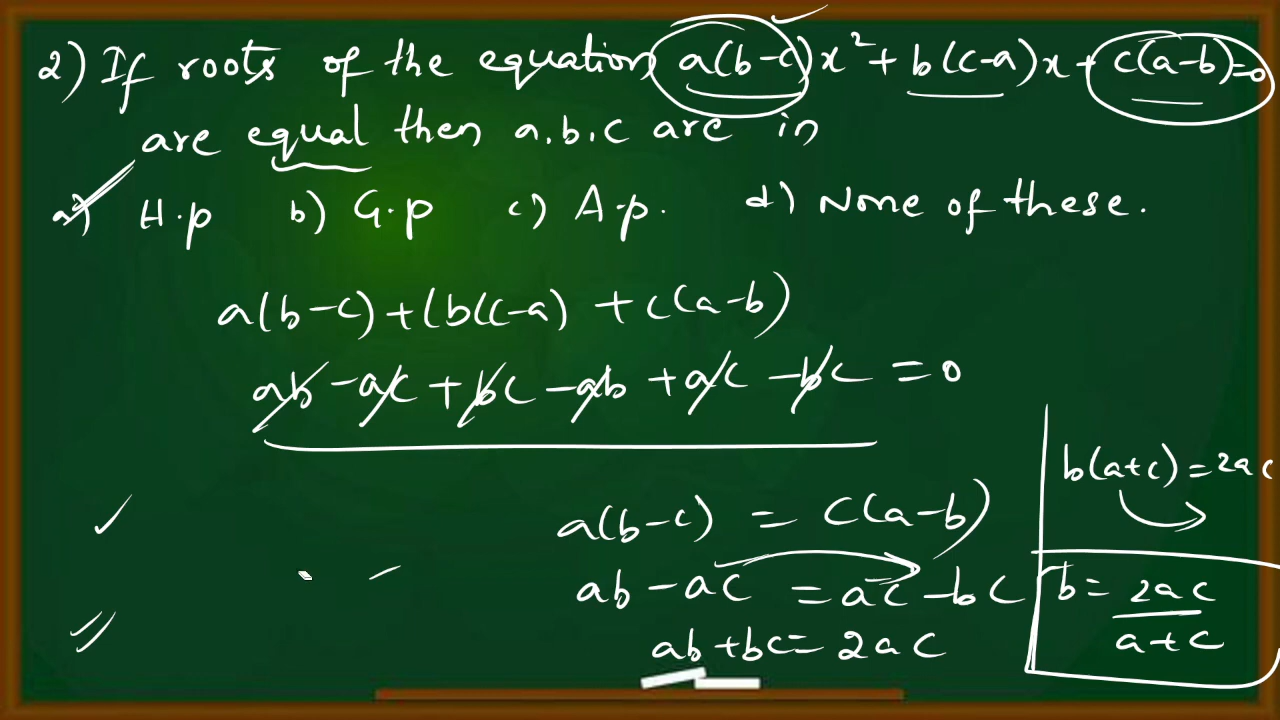 2) If roots of the equation a(b-c)x²+b(c-a)x+c(a-b)=0
are equal then a,b,c are in
a) H.p b) G.p c) A.p. d) None of these.
a(b-c)+(b(c-a)+c(a-b)
ab-ac+bc-ab+ac-bc=0
a(b-c) = c(a-b)
ab-ac = ac-bc
ab+bc=2ac
b(a+c)=2ac
b= 2ac
a+c